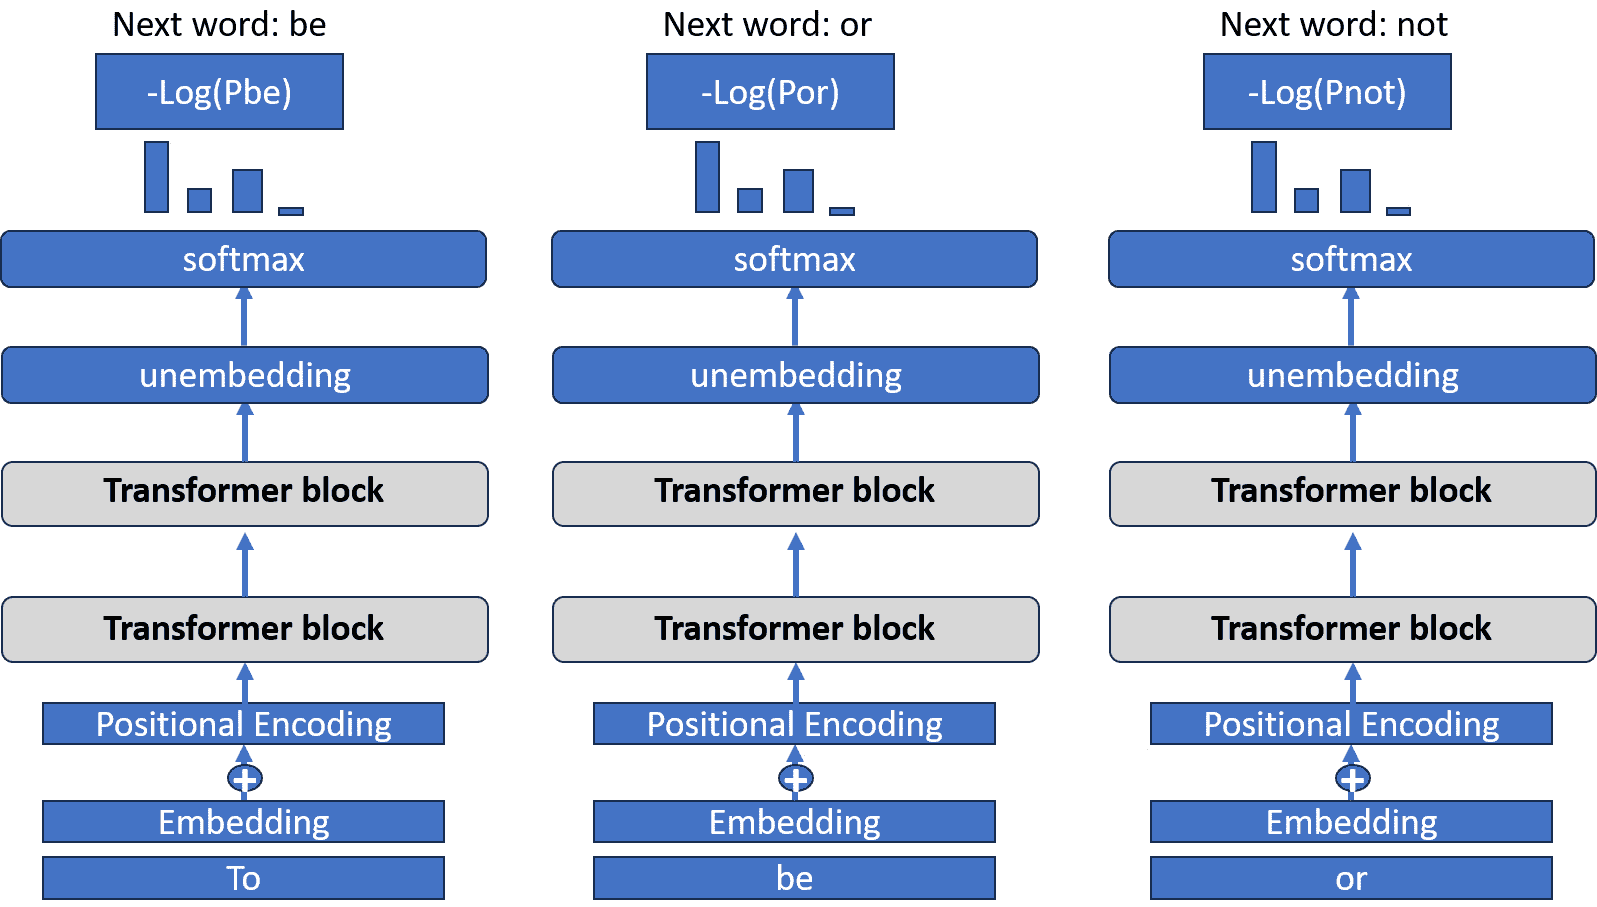 Next word: be
-Log(Pbe)
softmax
unembedding
Transformer block
Transformer block
Positional Encoding
+
Embedding
To
Next word: or
-Log(Por)
softmax
unembedding
Transformer block
Transformer block
Positional Encoding
+
Embedding
be
Next word: not
-Log(Pnot)
softmax
unembedding
Transformer block
Transformer block
Positional Encoding
+
Embedding
or